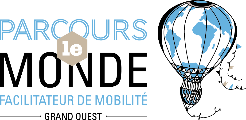 PARCOURS
le
MONDE
FACILITATEUR DE MOBILITÉ
GRAND OUEST